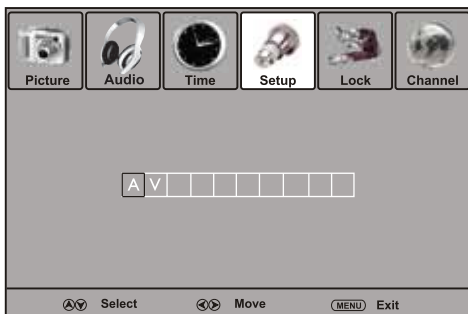 Picture Audio Time Setup Lock Channel
A V
Select Move MENU Exit